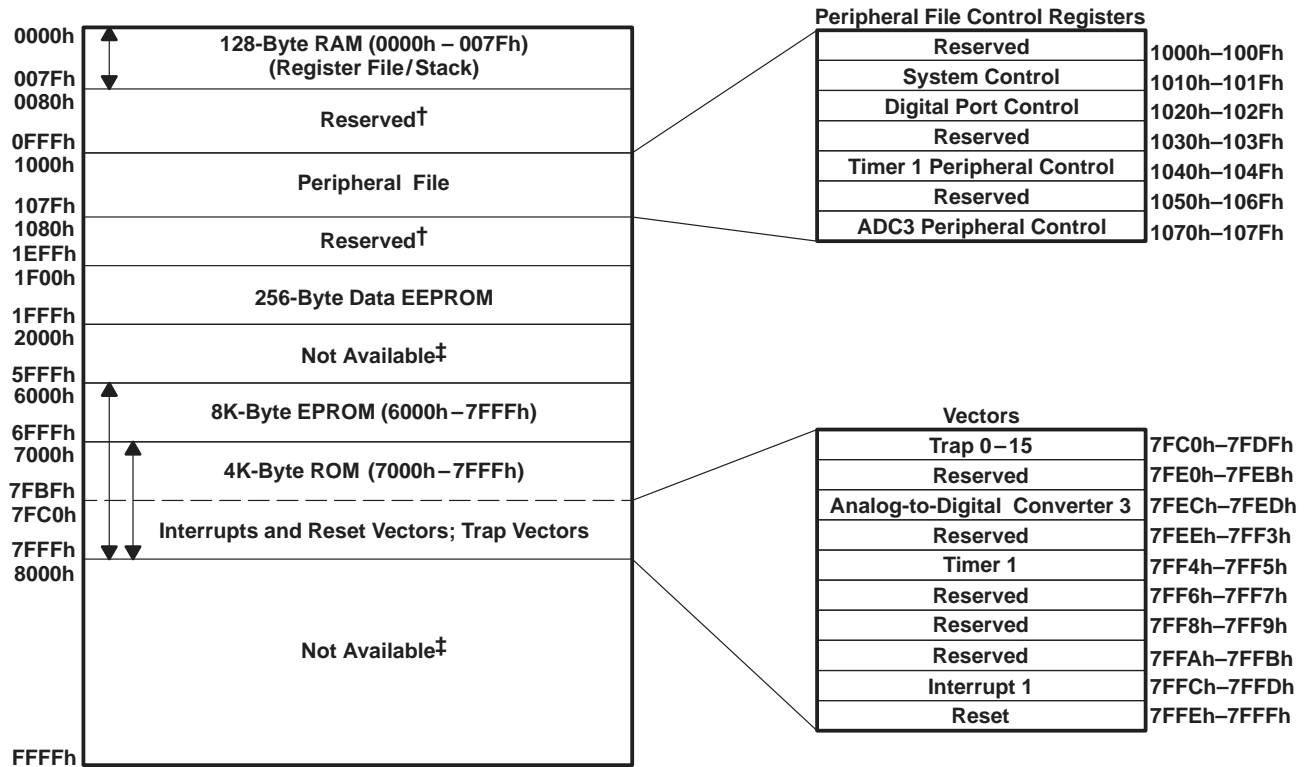 0000h
128-Byte RAM (0000h – 007Fh)
(Register File/Stack)
007Fh
0080h
Reserved†
0FFFh
1000h
Peripheral File
107Fh
1080h
Reserved†
1EFFh
1F00h
256-Byte Data EEPROM
1FFFh
2000h
Not Available‡
5FFFh
6000h
8K-Byte EPROM (6000h–7FFFh)
6FFFh
7000h
4K-Byte ROM (7000h–7FFFh)
7FBFh
7FC0h
Interrupts and Reset Vectors; Trap Vectors
7FFFh
8000h
Not Available‡
FFFFh
Peripheral File Control Registers
Reserved 1000h–100Fh
System Control 1010h–101Fh
Digital Port Control 1020h–102Fh
Reserved 1030h–103Fh
Timer 1 Peripheral Control 1040h–104Fh
Reserved 1050h–106Fh
ADC3 Peripheral Control 1070h–107Fh
Vectors
Trap 0–15 7FC0h–7FDFh
Reserved 7FE0h–7FEBh
Analog-to-Digital Converter 3 7FECh–7FEDh
Reserved 7FEEh–7FF3h
Timer 1 7FF4h–7FF5h
Reserved 7FF6h–7FF7h
Reserved 7FF8h–7FF9h
Reserved 7FFAh–7FFBh
Interrupt 1 7FFCh–7FFDh
Reset 7FFEh–7FFFh